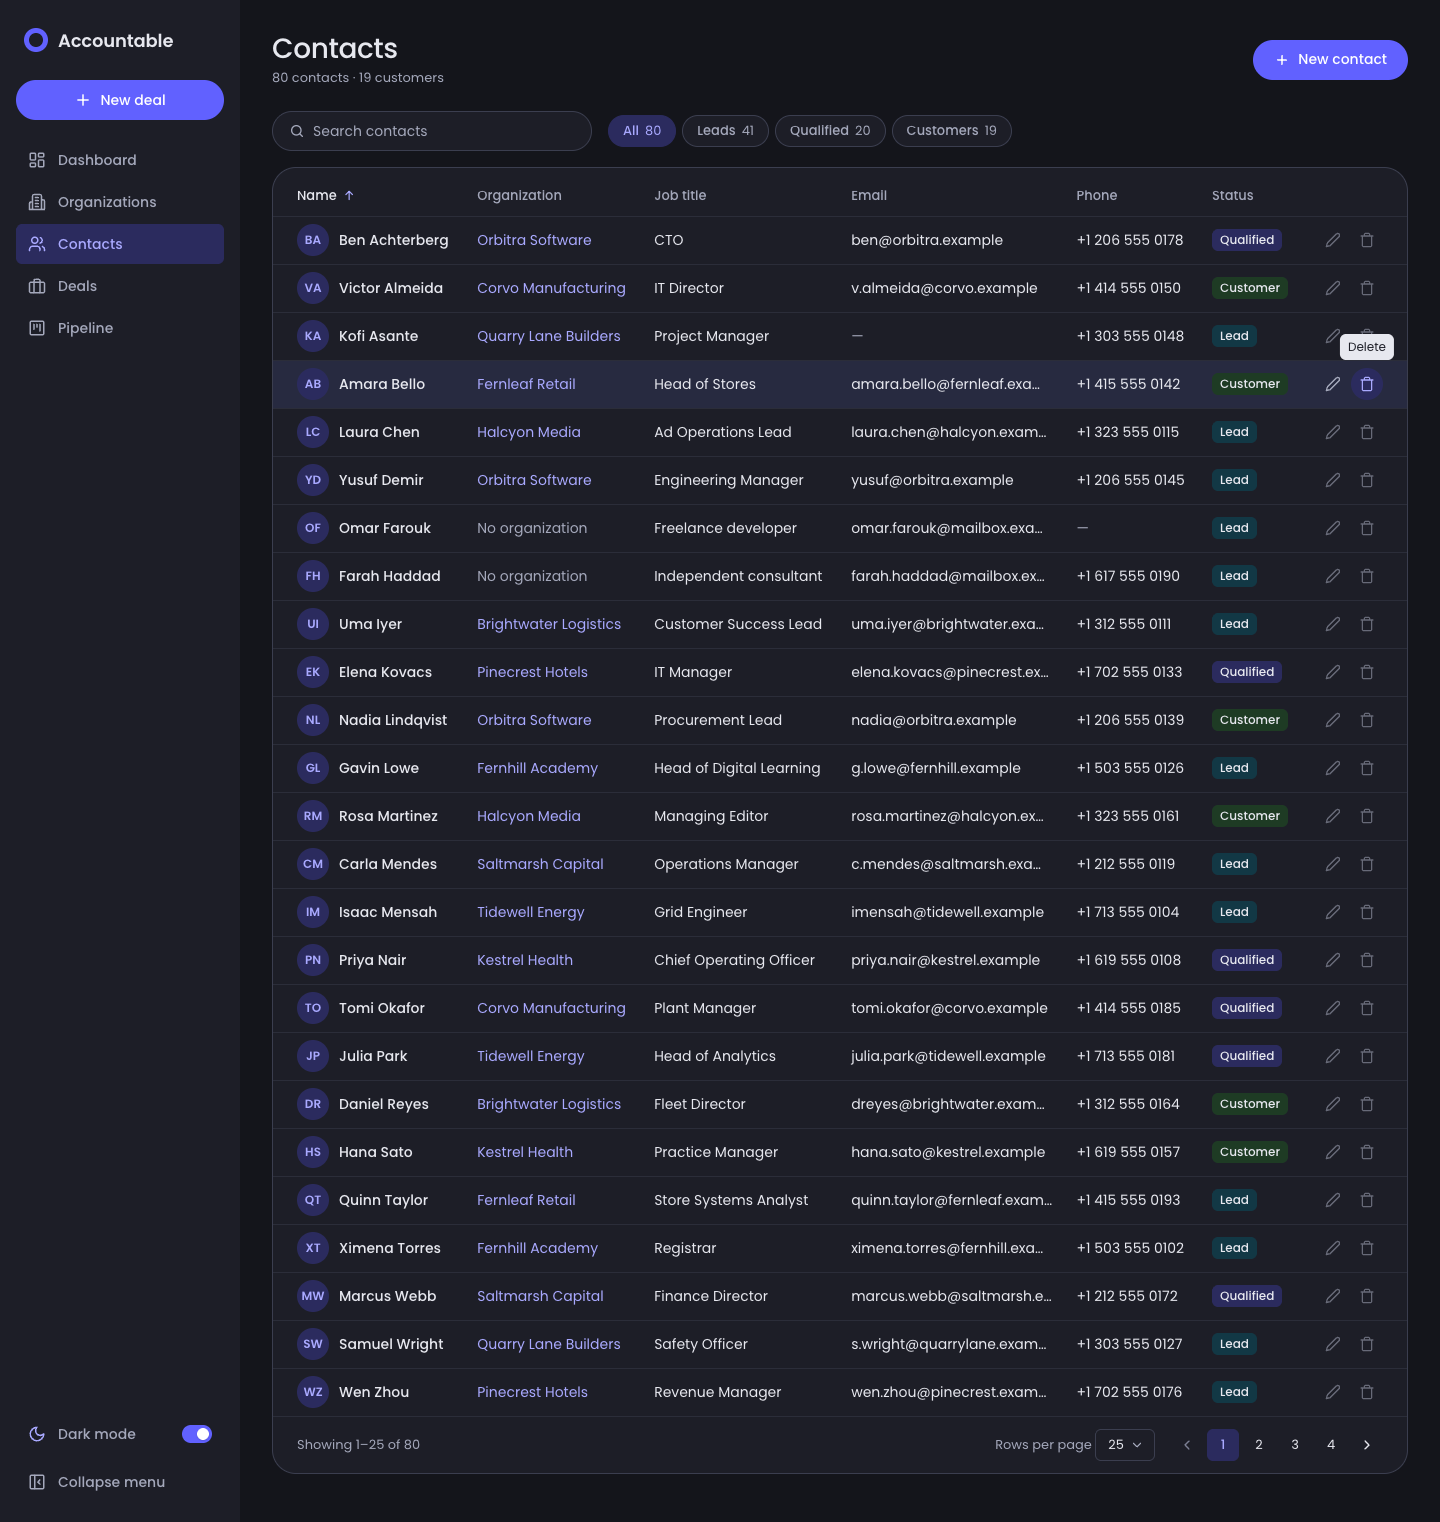 Accountable
New deal
Dashboard
Organizations
Contacts
Deals
Pipeline
Dark mode
Collapse menu
Contacts
80 contacts · 19 customers
New contact
Search contacts
All 80
Leads 41
Qualified 20
Customers 19
Name ↑ Organization Job title Email Phone Status
BA Ben Achterberg Orbitra Software CTO ben@orbitra.example +1 206 555 0178 Qualified
VA Victor Almeida Corvo Manufacturing IT Director v.almeida@corvo.example +1 414 555 0150 Customer
KA Kofi Asante Quarry Lane Builders Project Manager — +1 303 555 0148 Lead
Delete
AB Amara Bello Fernleaf Retail Head of Stores amara.bello@fernleaf.exa… +1 415 555 0142 Customer
LC Laura Chen Halcyon Media Ad Operations Lead laura.chen@halcyon.exam… +1 323 555 0115 Lead
YD Yusuf Demir Orbitra Software Engineering Manager yusuf@orbitra.example +1 206 555 0145 Lead
OF Omar Farouk No organization Freelance developer omar.farouk@mailbox.exa… — Lead
FH Farah Haddad No organization Independent consultant farah.haddad@mailbox.ex… +1 617 555 0190 Lead
UI Uma Iyer Brightwater Logistics Customer Success Lead uma.iyer@brightwater.exa… +1 312 555 0111 Lead
EK Elena Kovacs Pinecrest Hotels IT Manager elena.kovacs@pinecrest.ex… +1 702 555 0133 Qualified
NL Nadia Lindqvist Orbitra Software Procurement Lead nadia@orbitra.example +1 206 555 0139 Customer
GL Gavin Lowe Fernhill Academy Head of Digital Learning g.lowe@fernhill.example +1 503 555 0126 Lead
RM Rosa Martinez Halcyon Media Managing Editor rosa.martinez@halcyon.ex… +1 323 555 0161 Customer
CM Carla Mendes Saltmarsh Capital Operations Manager c.mendes@saltmarsh.exa… +1 212 555 0119 Lead
IM Isaac Mensah Tidewell Energy Grid Engineer imensah@tidewell.example +1 713 555 0104 Lead
PN Priya Nair Kestrel Health Chief Operating Officer priya.nair@kestrel.example +1 619 555 0108 Qualified
TO Tomi Okafor Corvo Manufacturing Plant Manager tomi.okafor@corvo.example +1 414 555 0185 Qualified
JP Julia Park Tidewell Energy Head of Analytics julia.park@tidewell.example +1 713 555 0181 Qualified
DR Daniel Reyes Brightwater Logistics Fleet Director dreyes@brightwater.exam… +1 312 555 0164 Customer
HS Hana Sato Kestrel Health Practice Manager hana.sato@kestrel.example +1 619 555 0157 Customer
QT Quinn Taylor Fernleaf Retail Store Systems Analyst quinn.taylor@fernleaf.exam… +1 415 555 0193 Lead
XT Ximena Torres Fernhill Academy Registrar ximena.torres@fernhill.exa… +1 503 555 0102 Lead
MW Marcus Webb Saltmarsh Capital Finance Director marcus.webb@saltmarsh.e… +1 212 555 0172 Qualified
SW Samuel Wright Quarry Lane Builders Safety Officer s.wright@quarrylane.exam… +1 303 555 0127 Lead
WZ Wen Zhou Pinecrest Hotels Revenue Manager wen.zhou@pinecrest.exam… +1 702 555 0176 Lead
Showing 1–25 of 80 Rows per page 25 1 2 3 4